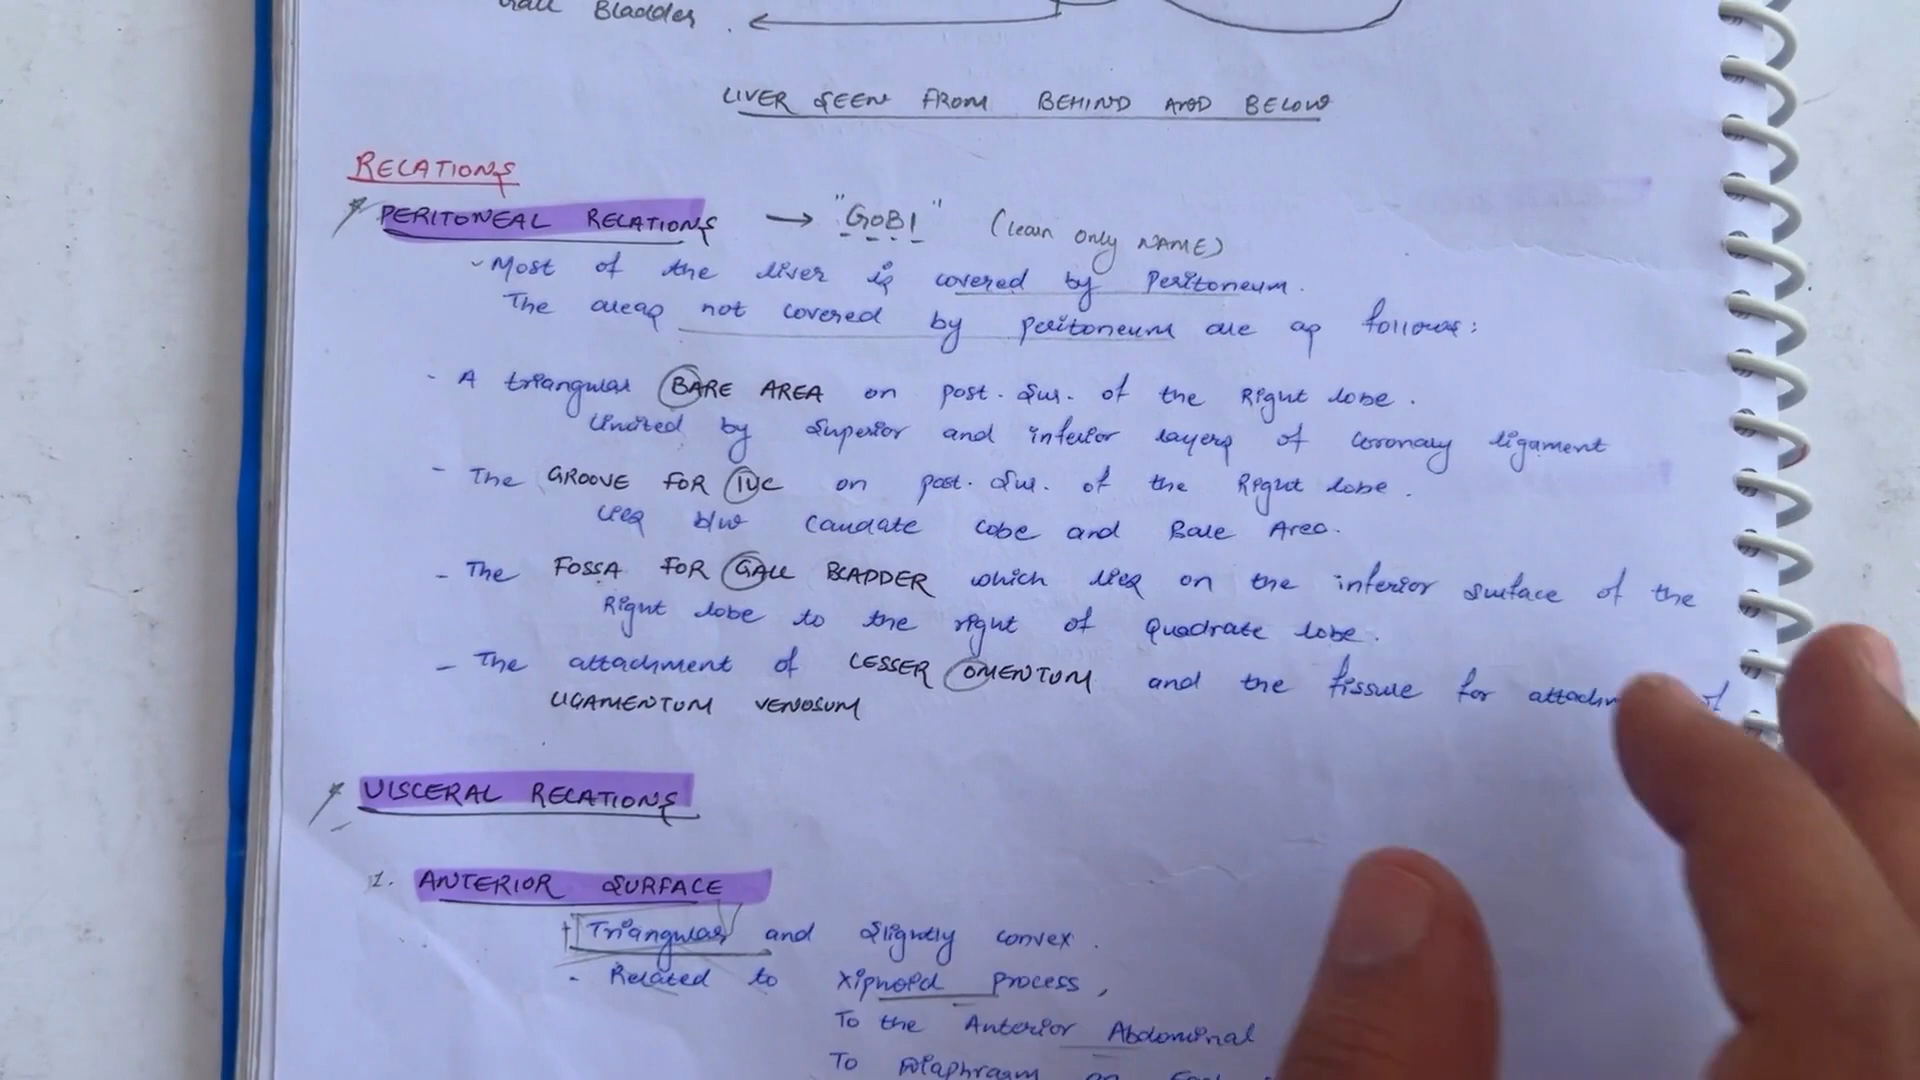 Gall Bladder.
LIVER SEEN FROM BEHIND AND BELOW
RELATIONS
PERITONEAL RELATIONS → "GOBI" (learn only NAME)
- Most of the liver is covered by Peritoneum.
The areas not covered by peritoneum are as follows:
- A triangular BARE AREA on post. Sur. of the Right lobe.
limited by Superior and inferior layers of coronary ligament
- The GROOVE FOR IVC on post. Sur. of the Right lobe.
lies b/w Caudate lobe and Bare Area.
- The FOSSA FOR GALL BLADDER which lies on the inferior surface of the
Right lobe to the right of Quadrate lobe.
- The attachment of LESSER OMENTUM and the fissure for of
LIGAMENTUM VENOSUM
VISCERAL RELATIONS
1. ANTERIOR SURFACE
Triangular and Slightly convex.
- Related to Xiphoid Process,
To the Anterior Abdominal
To Diaphragm on